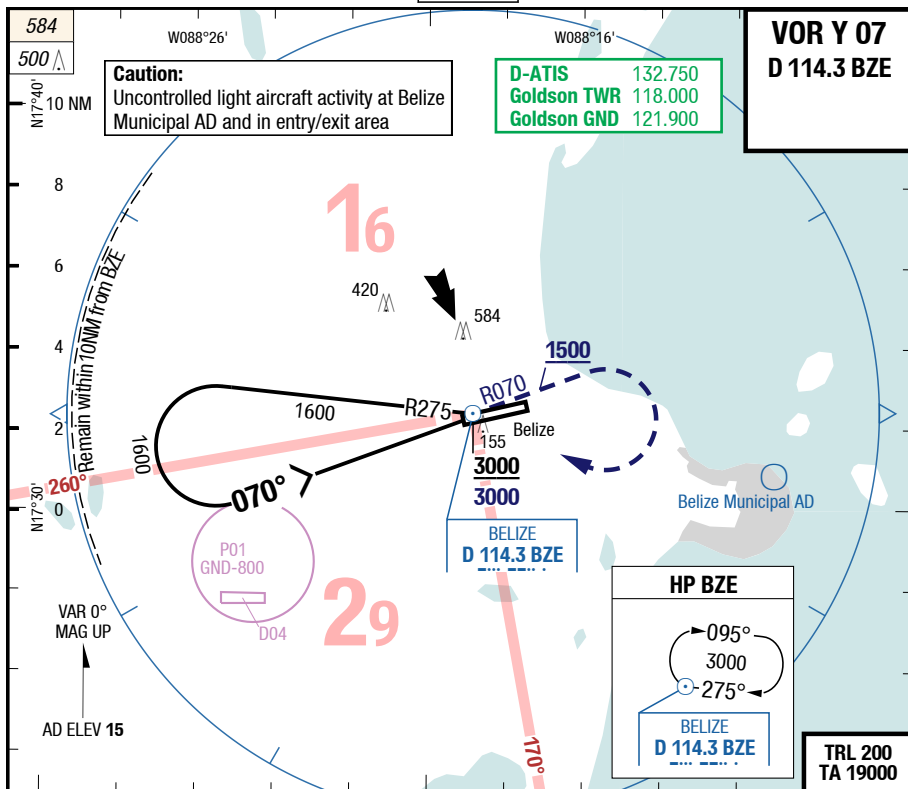 584
500
W088°26'
W088°16'
VOR Y 07
D 114.3 BZE
Caution:
Uncontrolled light aircraft activity at Belize
Municipal AD and in entry/exit area
D-ATIS 132.750
Goldson TWR 118.000
Goldson GND 121.900
N17°40'
10 NM
8
6
4
2
0
N17°30'
Remain within 10NM from BZE
16
420
584
1500
R070
R275
1600
1600
Belize
155
3000
3000
260°
070°
Belize Municipal AD
BELIZE
D 114.3 BZE
P01
GND-800
D04
29
HP BZE
095°
3000
275°
BELIZE
D 114.3 BZE
VAR 0°
MAG UP
AD ELEV 15
170°
TRL 200
TA 19000